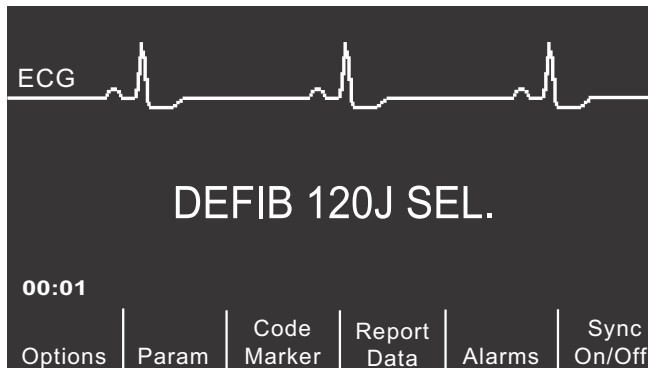 ECG
DEFIB 120J SEL.
00:01
Options Param Code Marker Report Data Alarms Sync On/Off